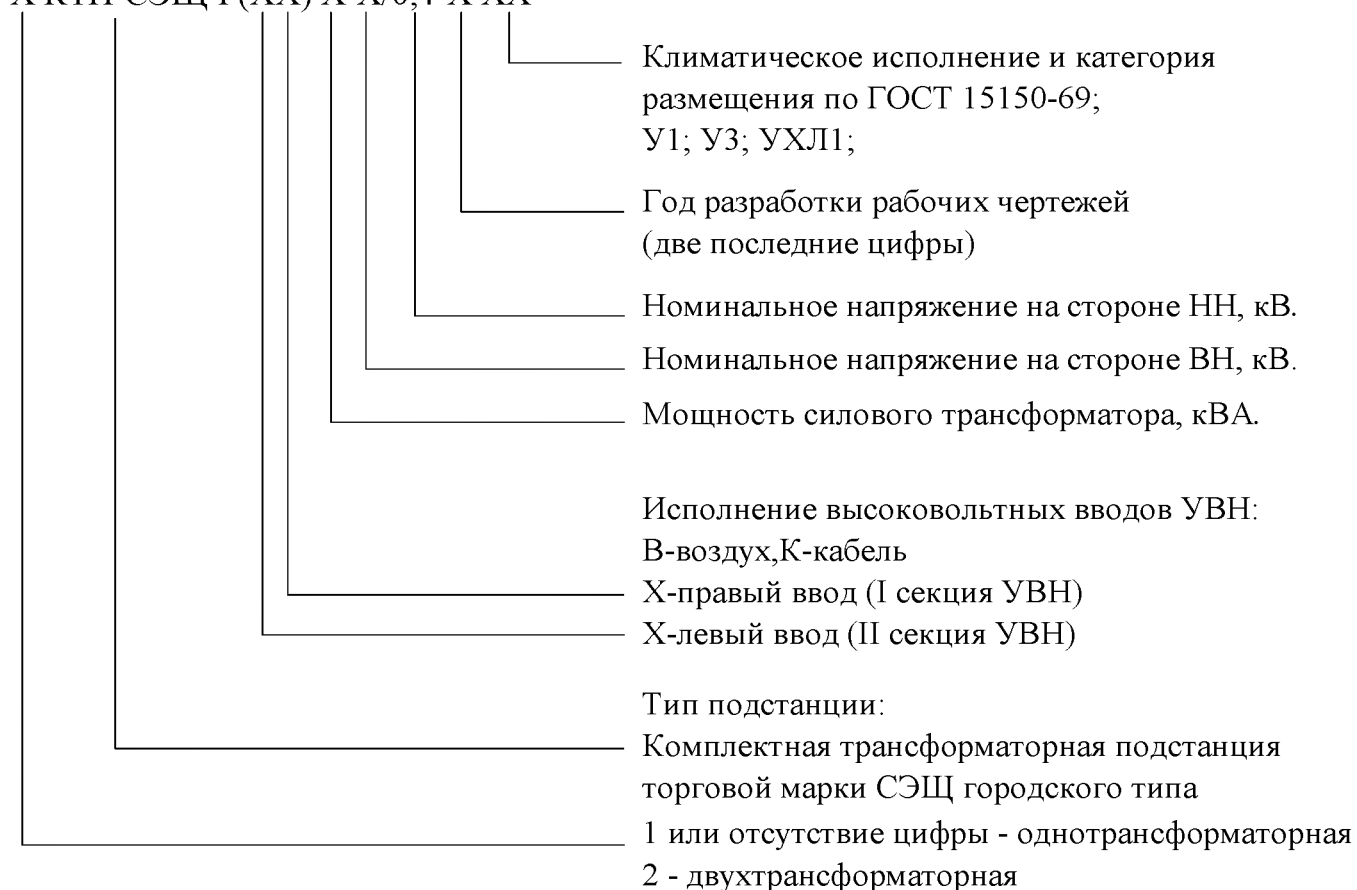 Климатическое исполнение и категория
размещения по ГОСТ 15150-69;
У1; У3; УХЛ1;
Год разработки рабочих чертежей
(две последние цифры)
Номинальное напряжение на стороне НН, кВ.
Номинальное напряжение на стороне ВН, кВ.
Мощность силового трансформатора, кВА.
Исполнение высоковольтных вводов УВН:
В-воздух,К-кабель
Х-правый ввод (I секция УВН)
Х-левый ввод (II секция УВН)
Тип подстанции:
Комплектная трансформаторная подстанция
торговой марки СЭЩ городского типа
1 или отсутствие цифры - однотрансформаторная
2 - двухтрансформаторная